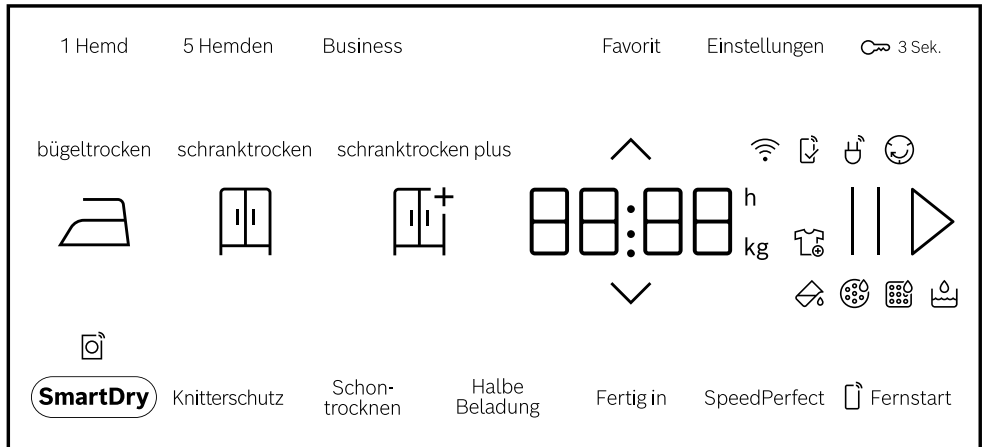 1 Hemd 5 Hemden Business Favorit Einstellungen 3 Sek.
bügeltrocken schranktrocken schranktrocken plus
88:88 h
kg
SmartDry Knitterschutz Schon-
trocknen Halbe
Beladung Fertig in SpeedPerfect Fernstart